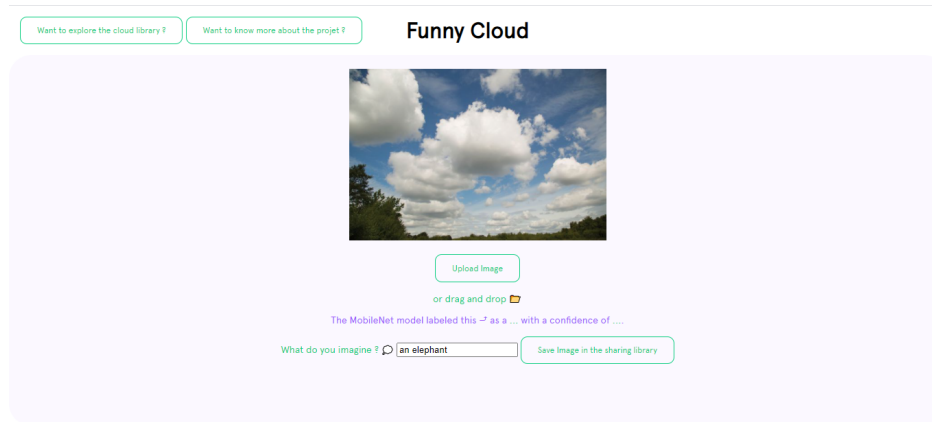 Want to explore the cloud library ?
Want to know more about the projet ?
Funny Cloud
Upload Image
or drag and drop 📂
The MobileNet model labeled this ⤴ as a ... with a confidence of ....
What do you imagine ? 💭 an elephant
Save Image in the sharing library